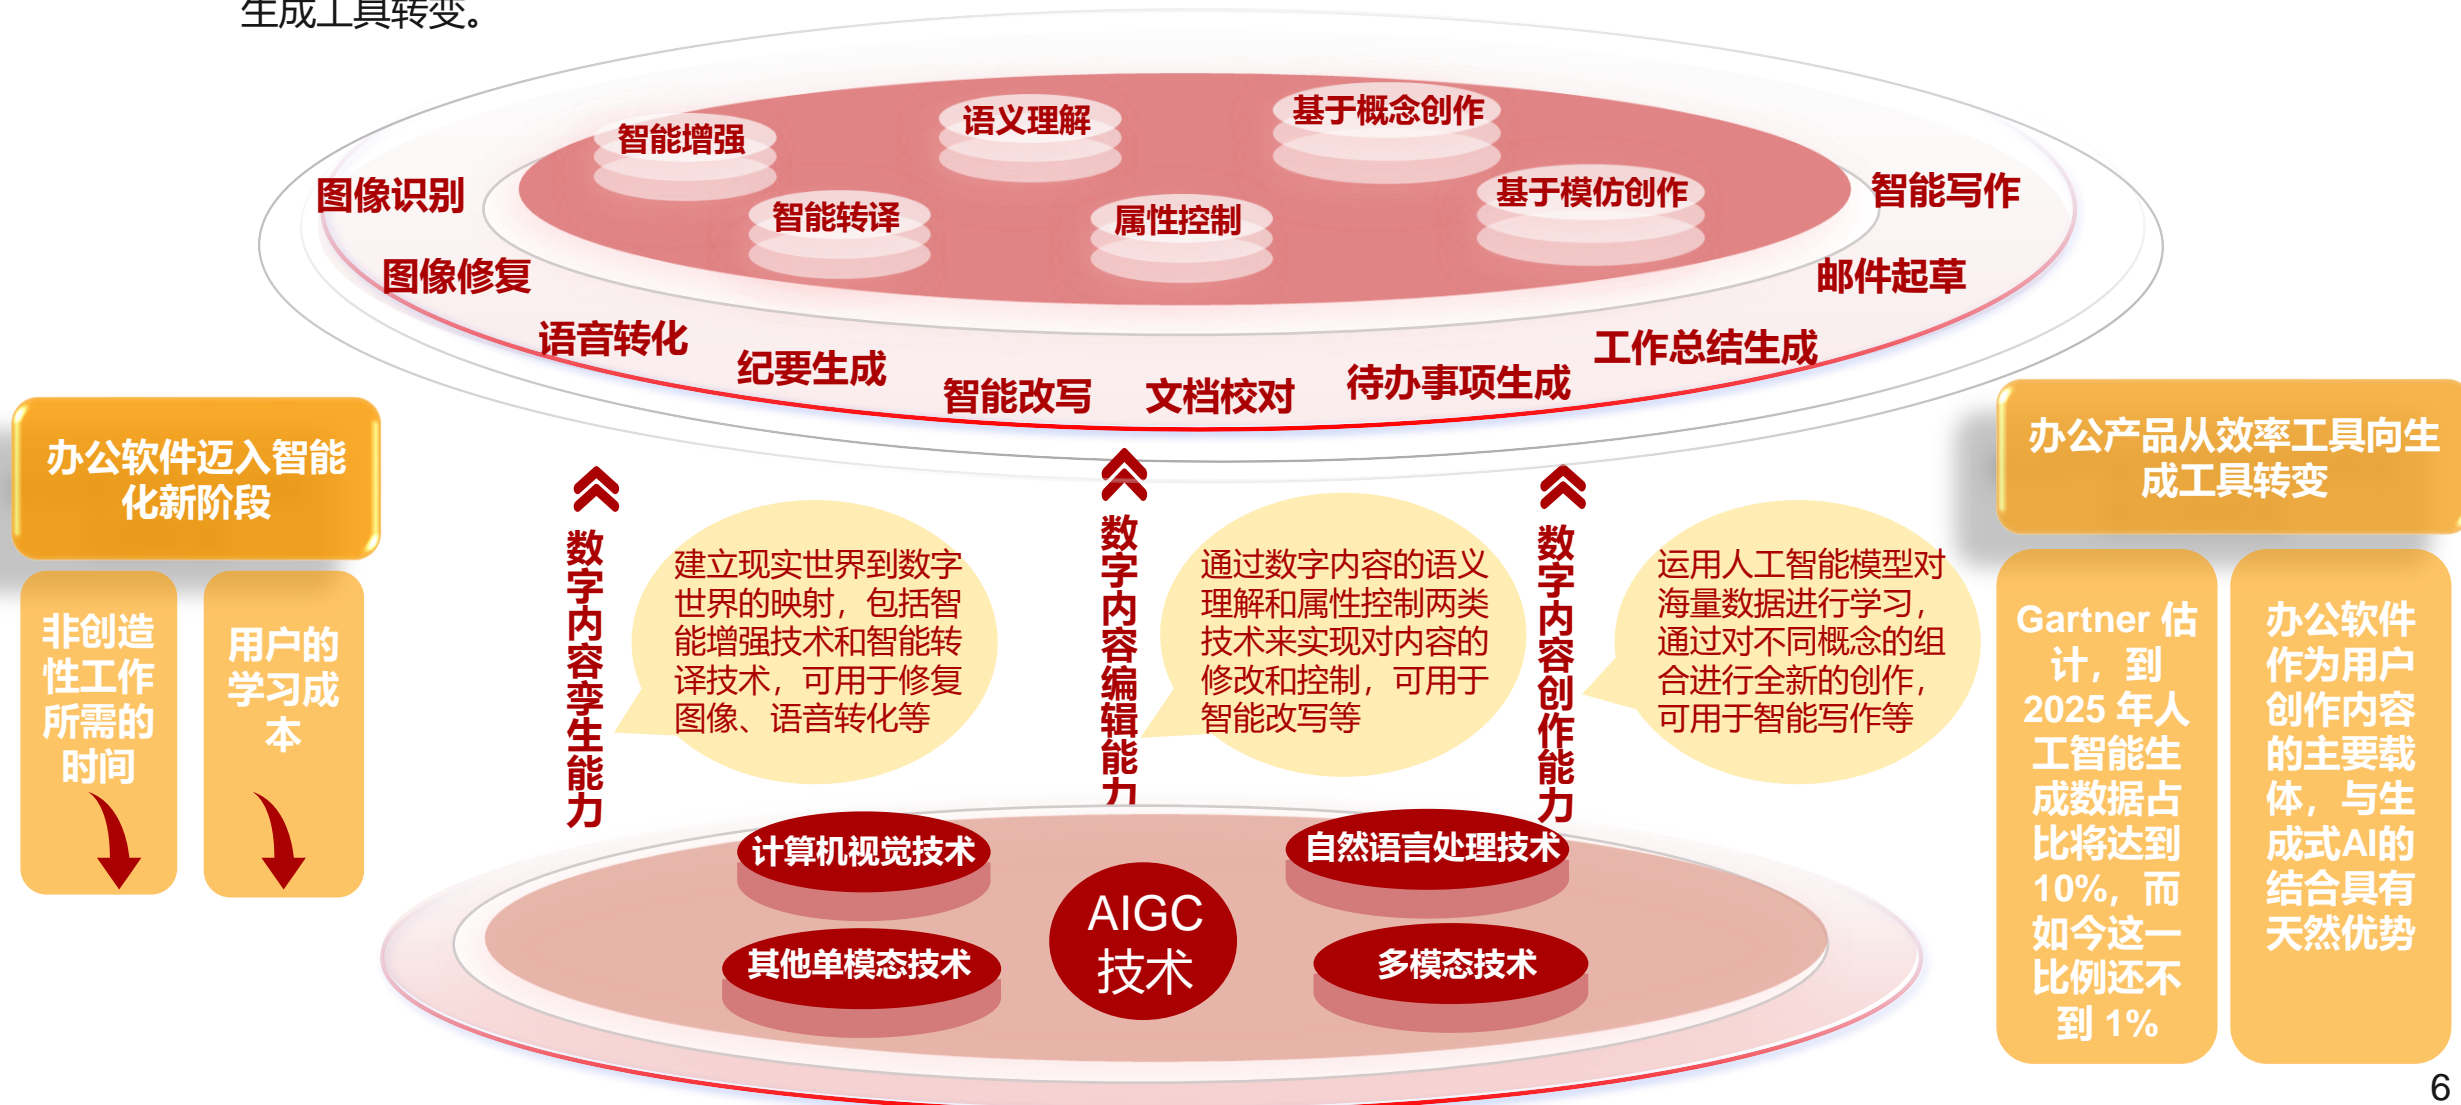 生成工具转变。
智能增强
语义理解
基于概念创作
智能转译
属性控制
基于模仿创作
图像识别
图像修复
语音转化
纪要生成
智能改写
文档校对
待办事项生成
工作总结生成
邮件起草
智能写作
办公软件迈入智能
化新阶段
非创造
性工作
所需的
时间
用户的
学习成
本
数字内容孪生能力
建立现实世界到数字
世界的映射，包括智
能增强技术和智能转
译技术，可用于修复
图像、语音转化等
数字内容编辑能力
通过数字内容的语义
理解和属性控制两类
技术来实现对内容的
修改和控制，可用于
智能改写等
数字内容创作能力
运用人工智能模型对
海量数据进行学习，
通过对不同概念的组
合进行全新的创作，
可用于智能写作等
计算机视觉技术
自然语言处理技术
AIGC
技术
其他单模态技术
多模态技术
办公产品从效率工具向生
成工具转变
Gartner 估
计，到
2025 年人
工智能生
成数据占
比将达到
10%，而
如今这一
比例还不
到 1%
办公软件
作为用户
创作内容
的主要载
体，与生
成式AI的
结合具有
天然优势
6